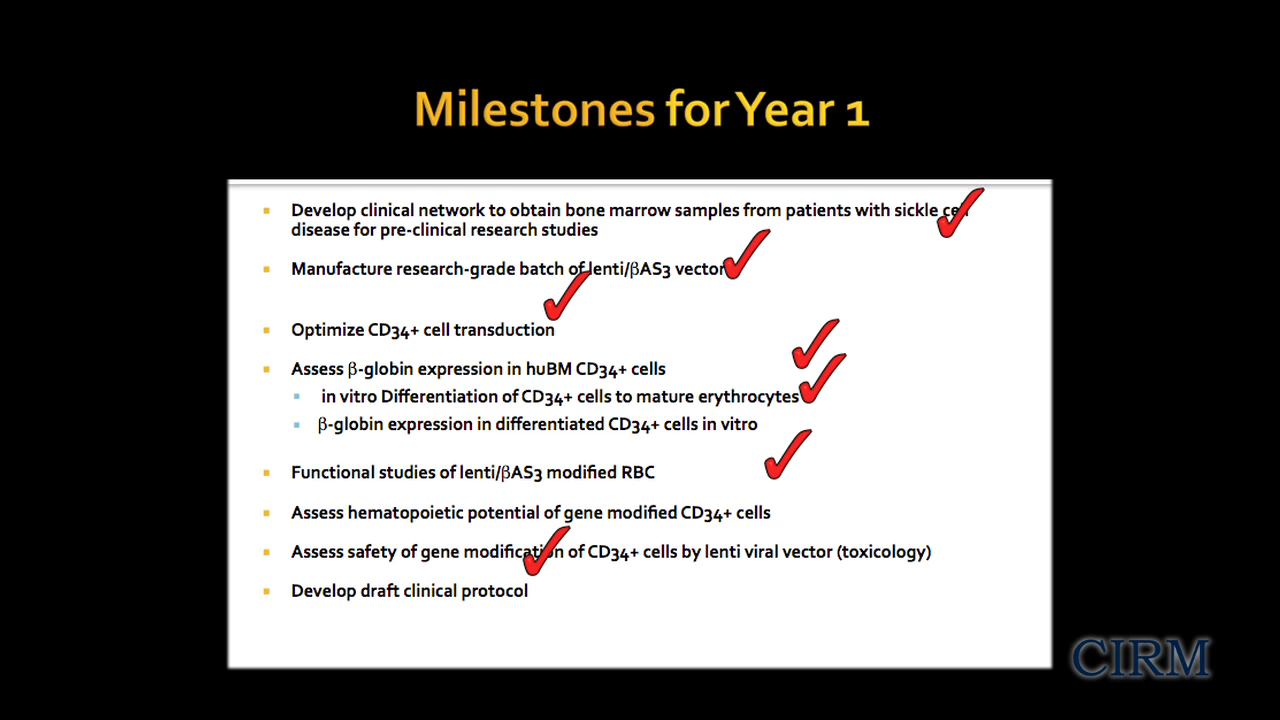 Milestones for Year 1
Develop clinical network to obtain bone marrow samples from patients with sickle cell
disease for pre-clinical research studies
Manufacture research-grade batch of lenti/βAS3 vector
Optimize CD34+ cell transduction
Assess β-globin expression in huBM CD34+ cells
in vitro Differentiation of CD34+ cells to mature erythrocytes
β-globin expression in differentiated CD34+ cells in vitro
Functional studies of lenti/βAS3 modified RBC
Assess hematopoietic potential of gene modified CD34+ cells
Assess safety of gene modification of CD34+ cells by lenti viral vector (toxicology)
Develop draft clinical protocol
CIRM